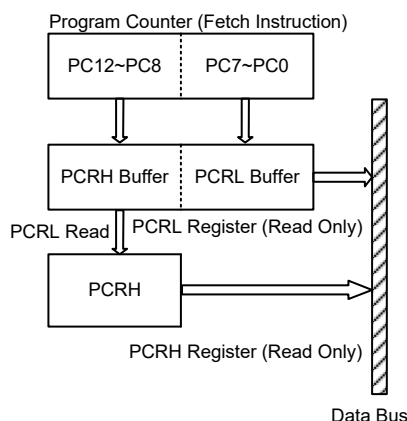 Program Counter (Fetch Instruction)
PC12~PC8 PC7~PC0
PCRH Buffer PCRL Buffer
PCRL Read PCRL Register (Read Only)
PCRH
PCRH Register (Read Only)
Data Bus